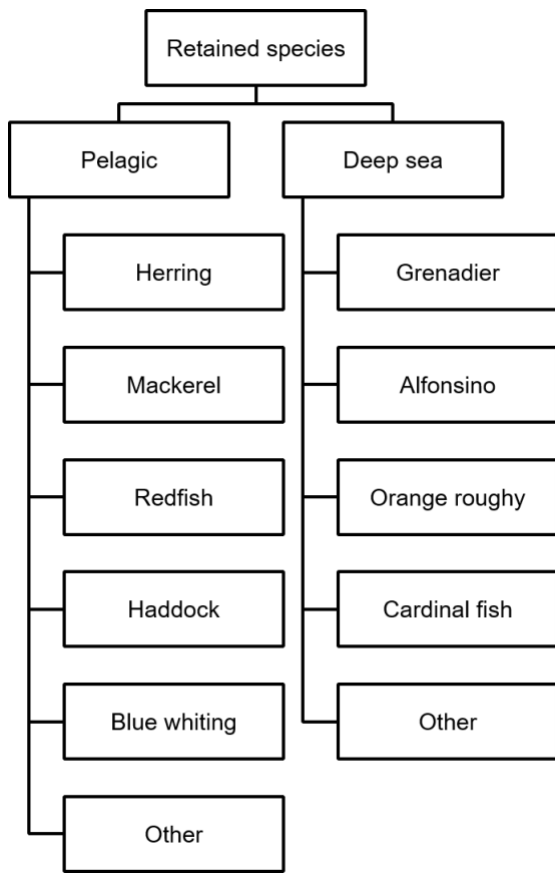 Retained species
Pelagic
Deep sea
Herring
Mackerel
Redfish
Haddock
Blue whiting
Other
Grenadier
Alfonsino
Orange roughy
Cardinal fish
Other